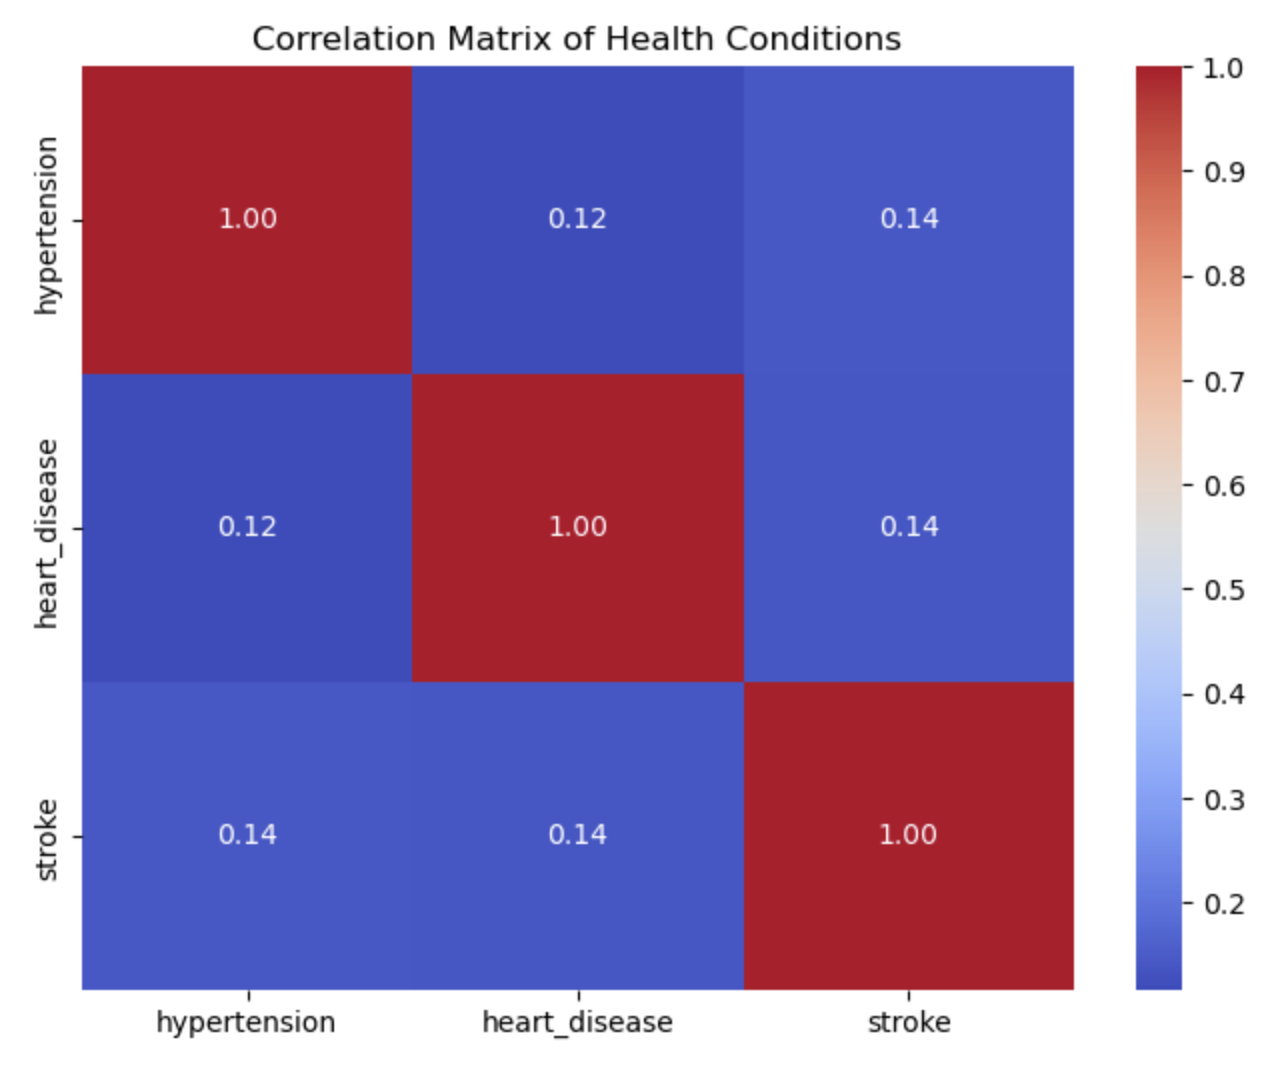 Correlation Matrix of Health Conditions
hypertension
1.00
0.12
0.14
heart_disease
0.12
1.00
0.14
stroke
0.14
0.14
1.00
hypertension
heart_disease
stroke
1.0
0.9
0.8
0.7
0.6
0.5
0.4
0.3
0.2